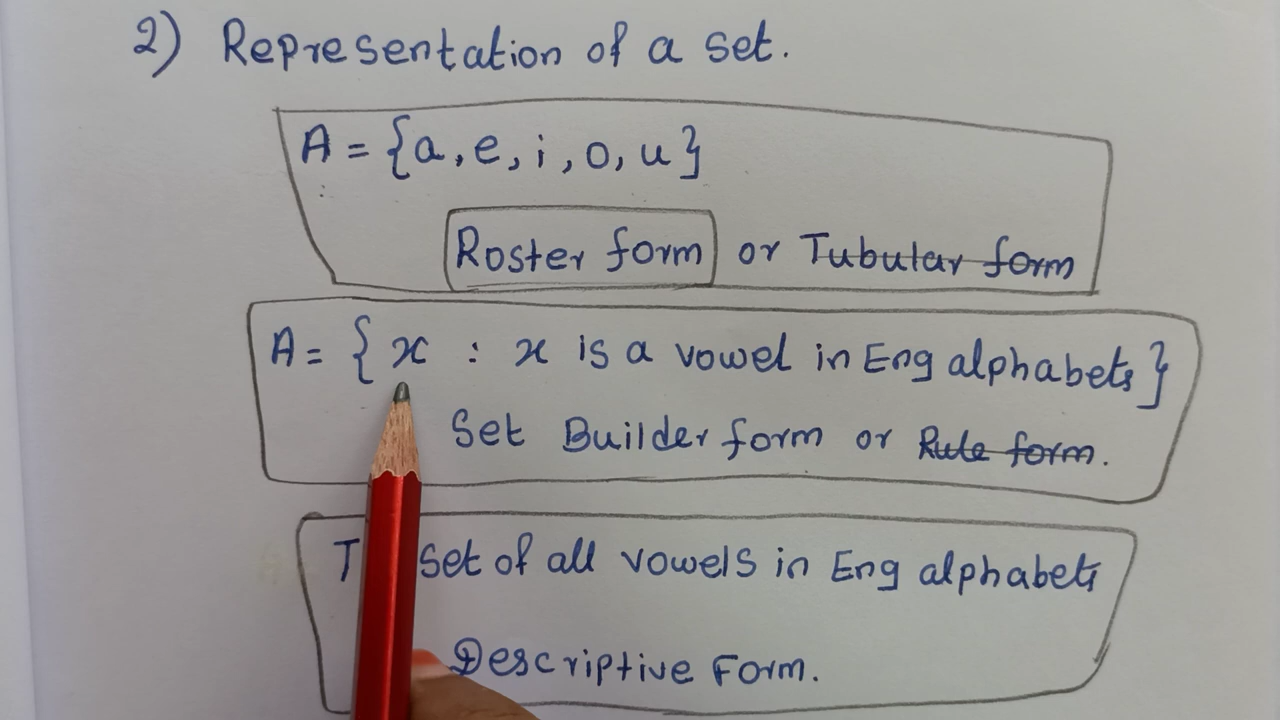 2) Representation of a set.
A = {a, e, i, o, u}
Roster form or Tubular form
A = { x : x is a vowel in Eng alphabets }
Set Builder form or Rule form.
set of all vowels in Eng alphabets
Descriptive Form.